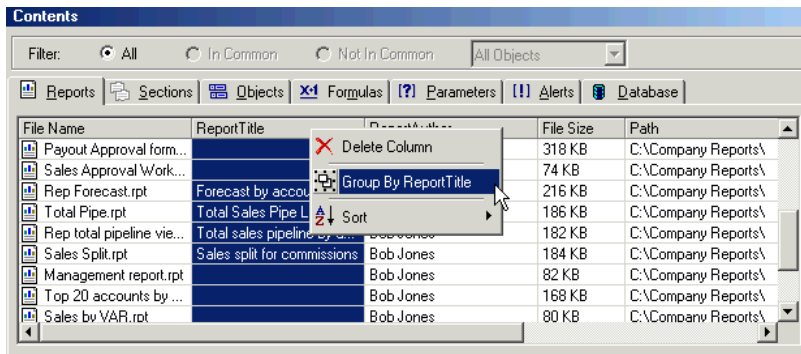 Contents
Filter: All In Common Not In Common All Objects
Reports Sections Objects X+1 Formulas [?] Parameters [!] Alerts Database
File Name ReportTitle File Size Path
Payout Approval form... 318 KB C:\Company Reports\
Delete Column
Sales Approval Work... 74 KB C:\Company Reports\
Rep Forecast.rpt Forecast by accou Group By ReportTitle 216 KB C:\Company Reports\
Total Pipe.rpt Total Sales Pipe L Sort 186 KB C:\Company Reports\
Rep total pipeline vie... Total sales pipeline Bob Jones 182 KB C:\Company Reports\
Sales Split.rpt Sales split for commissions Bob Jones 184 KB C:\Company Reports\
Management report.rpt Bob Jones 82 KB C:\Company Reports\
Top 20 accounts by ... Bob Jones 168 KB C:\Company Reports\
Sales by VAR.rpt Bob Jones 80 KB C:\Company Reports\